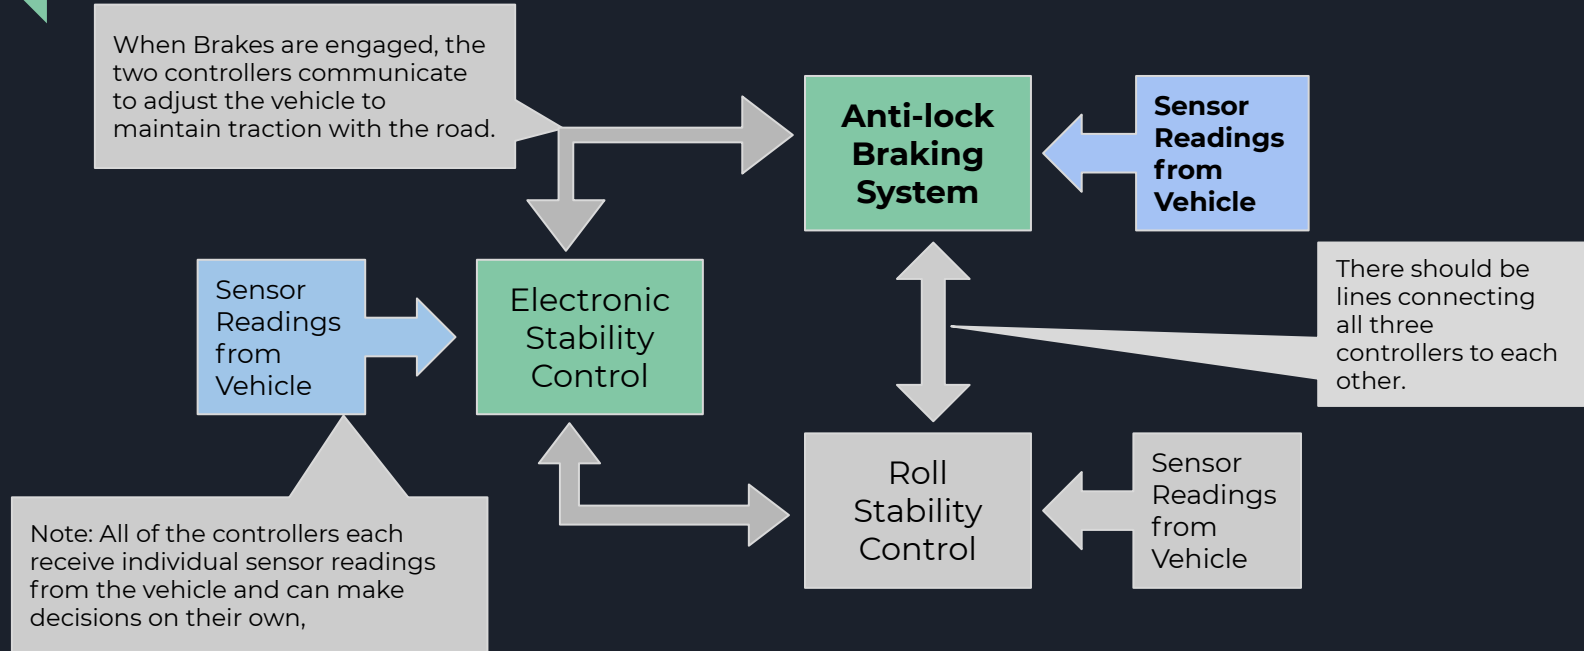 When Brakes are engaged, the
two controllers communicate
to adjust the vehicle to
maintain traction with the road.
Anti-lock
Braking
System
Sensor
Readings
from
Vehicle
Sensor
Readings
from
Vehicle
Electronic
Stability
Control
There should be
lines connecting
all three
controllers to each
other.
Roll
Stability
Control
Sensor
Readings
from
Vehicle
Note: All of the controllers each
receive individual sensor readings
from the vehicle and can make
decisions on their own,